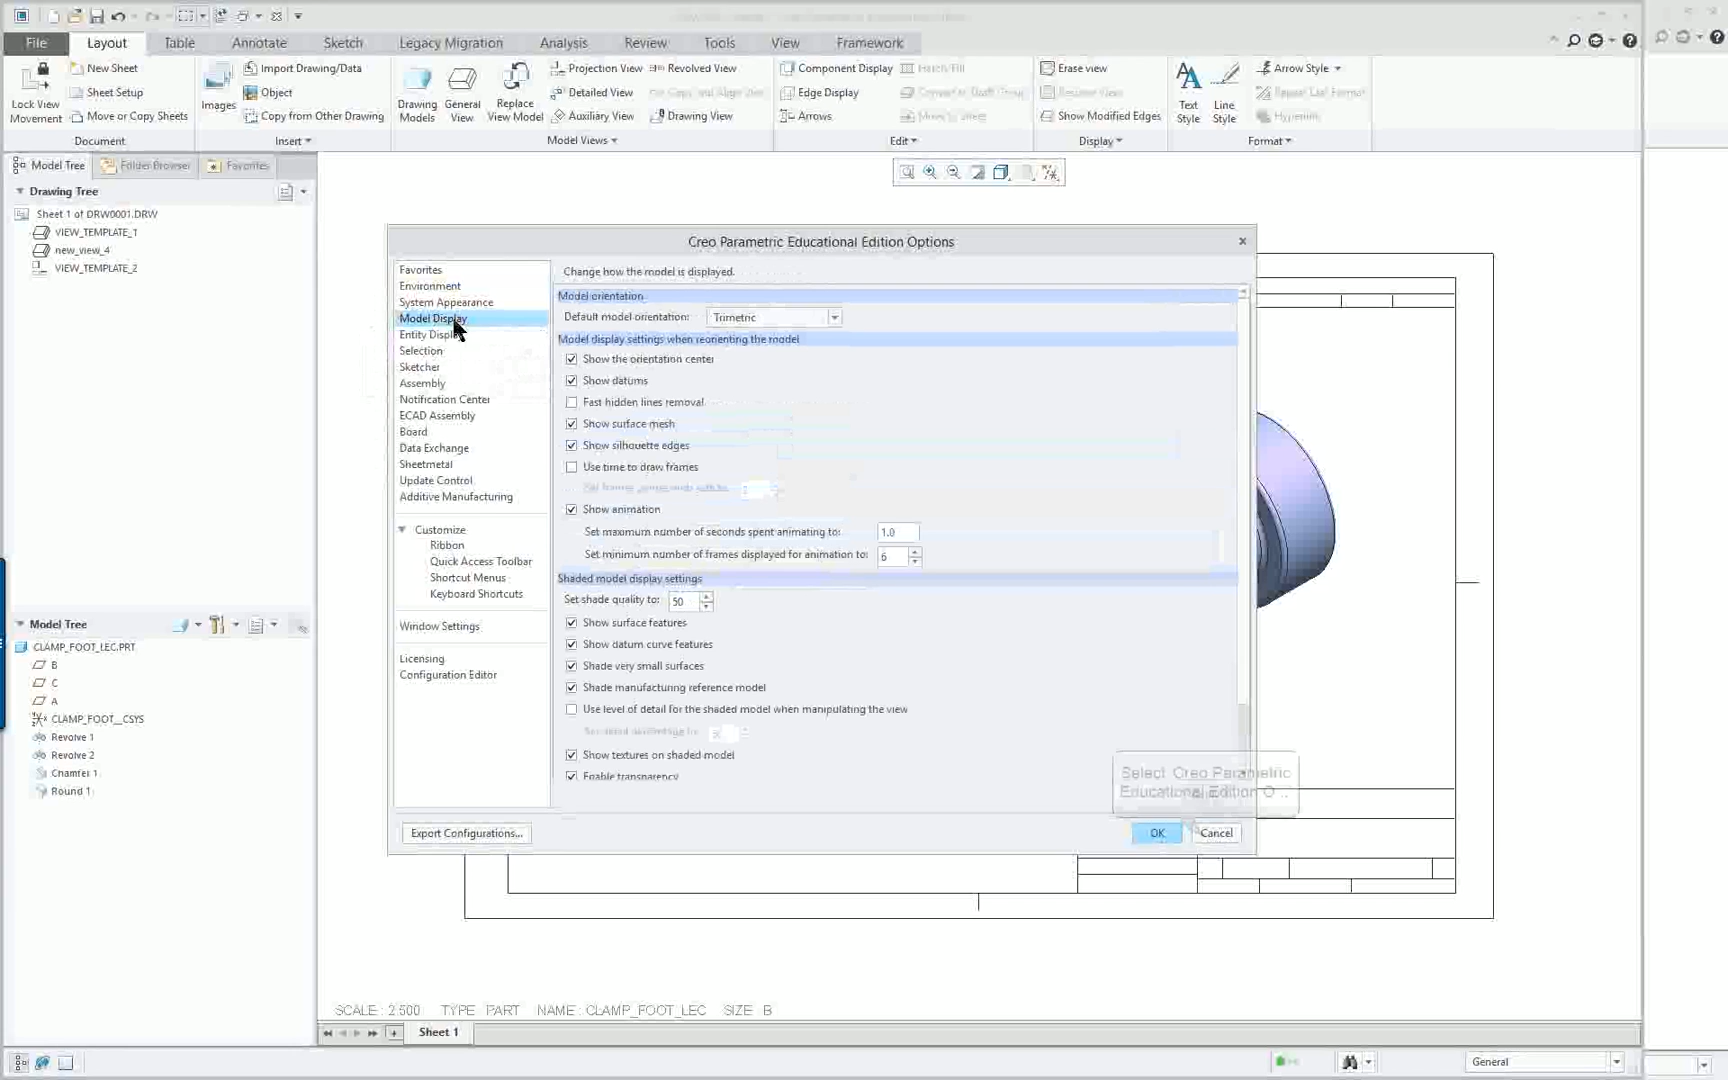 File
Layout
Table
Annotate
Sketch
Legacy Migration
Analysis
Review
Tools
View
Framework
Lock View
Movement
New Sheet
Sheet Setup
Move or Copy Sheets
Document
Images
Import Drawing/Data
Object
Copy from Other Drawing
Insert
Drawing
Models
General
View
Replace
View Model
Projection View
Detailed View
Auxiliary View
Revolved View
Drawing View
Model Views
Component Display
Edge Display
Arrows
Hatch/Fill
Edit
Erase view
Show Modified Edges
Display
Text
Style
Line
Style
Arrow Style
Repeat Last Format
Hyperlink
Format
Model Tree
Folder Browser
Favorites
Drawing Tree
Sheet 1 of DRW0001.DRW
VIEW_TEMPLATE_1
new_view_4
VIEW_TEMPLATE_2
Model Tree
CLAMP_FOOT_LEC.PRT
B
C
A
CLAMP_FOOT__CSYS
Revolve 1
Revolve 2
Chamfer 1
Round 1
Creo Parametric Educational Edition Options
Favorites
Environment
System Appearance
Model Display
Entity Displ
Selection
Sketcher
Assembly
Notification Center
ECAD Assembly
Board
Data Exchange
Sheetmetal
Update Control
Additive Manufacturing
Customize
Ribbon
Quick Access Toolbar
Shortcut Menus
Keyboard Shortcuts
Window Settings
Licensing
Configuration Editor
Change how the model is displayed.
Model orientation
Default model orientation: Trimetric
Model display settings when reorienting the model
Show the orientation center
Show datums
Fast hidden lines removal
Show surface mesh
Show silhouette edges
Use time to draw frames
Show animation
Set maximum number of seconds spent animating to: 1.0
Set minimum number of frames displayed for animation to: 6
Shaded model display settings
Set shade quality to: 50
Show surface features
Show datum curve features
Shade very small surfaces
Shade manufacturing reference model
Use level of detail for the shaded model when manipulating the view
Show textures on shaded model
Enable transparency
Select Creo Parametric
Educational Edition O...
Export Configurations...
OK
Cancel
SCALE : 2.500 TYPE : PART NAME : CLAMP_FOOT_LEC SIZE : B
Sheet 1
General